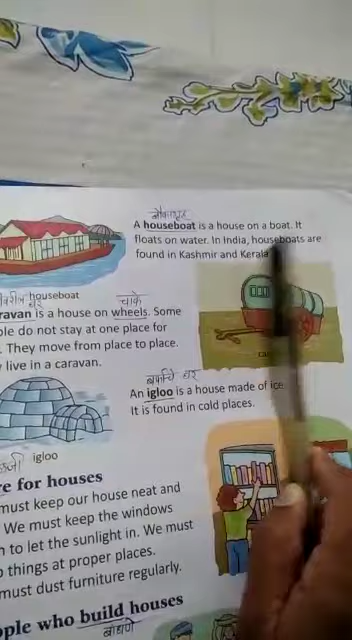 नौकागृह
A houseboat is a house on a boat. It
floats on water. In India, houseboats are
found in Kashmir and Kerala
houseboat
घर
चाके
ravan is a house on wheels. Some
ple do not stay at one place for
. They move from place to place.
y live in a caravan.
बर्फाचे घर
An igloo is a house made of ice.
It is found in cold places.
igloo
re for houses
must keep our house neat and
. We must keep the windows
n to let the sunlight in. We must
p things at proper places.
must dust furniture regularly.
ople who build houses
बांधणे